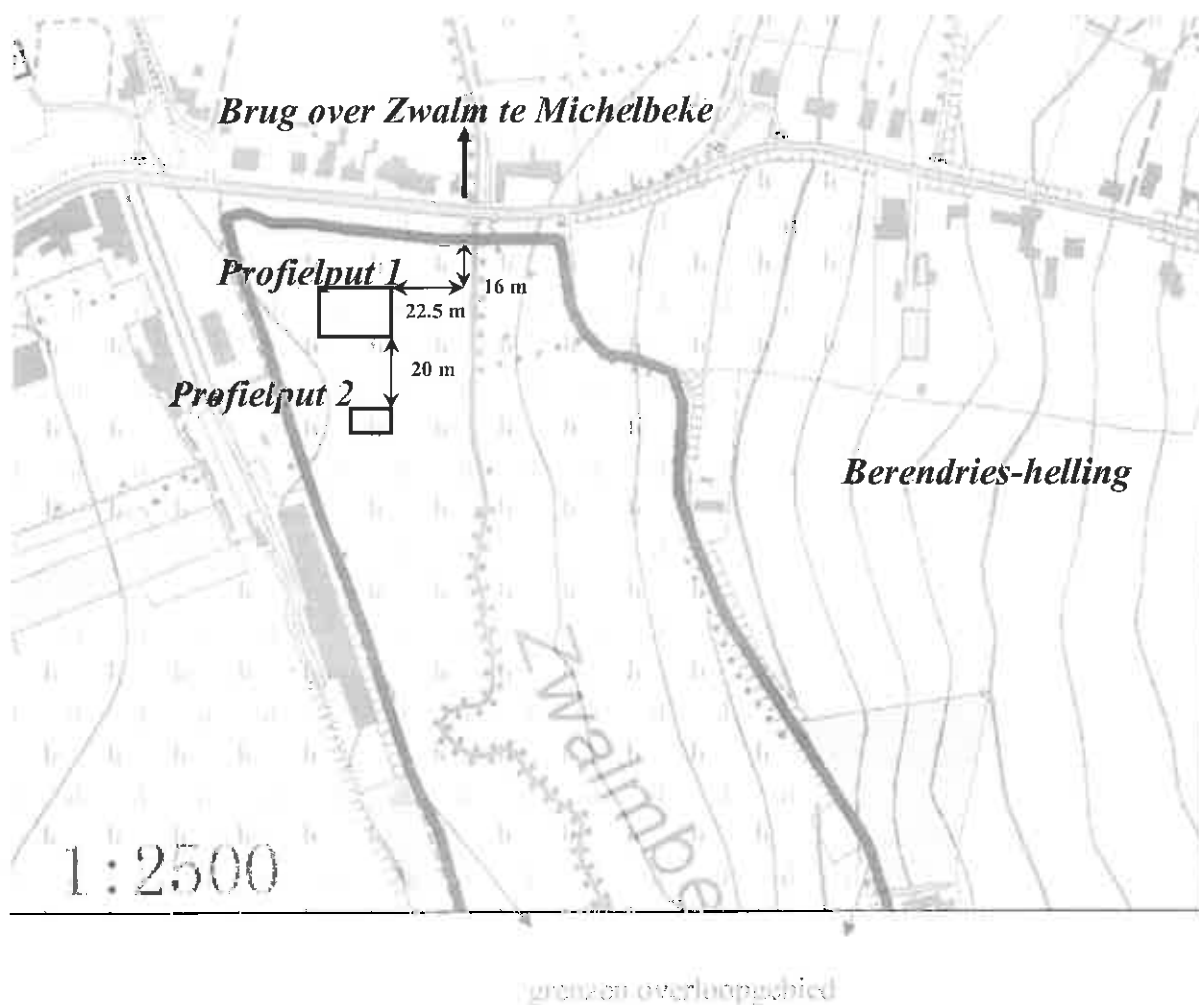 Brug over Zwalm te Michelbeke
Profielput 1
16 m
22.5 m
20 m
Profielput 2
Berendries-helling
Zwalmbe
1:2500
grenzen overloopgebied